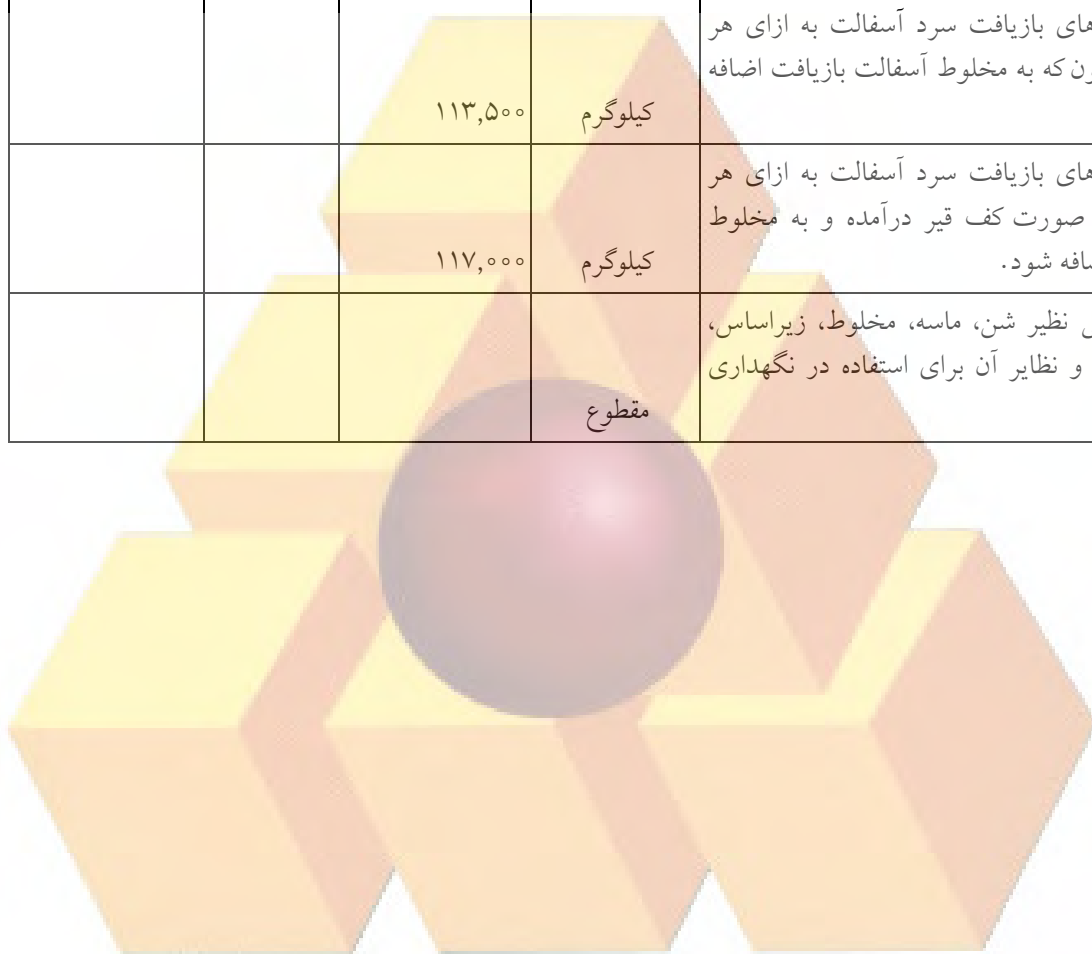 های بازیافت سرد آسفالت به ازای هر
که به مخلوط آسفالت بازیافت اضافه
کیلوگرم
۱۱۳,۵۰۰
های بازیافت سرد آسفالت به ازای هر
صورت کف قیر درآمده و به مخلوط
شود.
کیلوگرم
۱۱۷,۰۰۰
نظیر شن، ماسه، مخلوط، زیراساس،
و نظایر آن برای استفاده در نگهداری
مقطوع